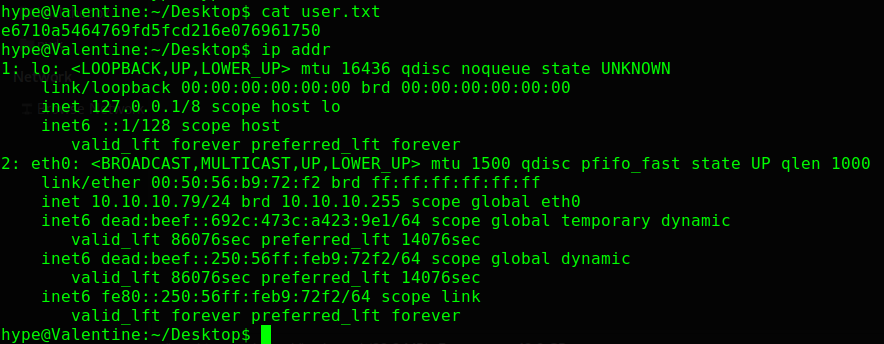 hype@Valentine:~/Desktop$ cat user.txt
e6710a5464769fd5fcd216e076961750
hype@Valentine:~/Desktop$ ip addr
1: lo: <LOOPBACK,UP,LOWER_UP> mtu 16436 qdisc noqueue state UNKNOWN
    link/loopback 00:00:00:00:00:00 brd 00:00:00:00:00:00
    inet 127.0.0.1/8 scope host lo
    inet6 ::1/128 scope host
       valid_lft forever preferred_lft forever
2: eth0: <BROADCAST,MULTICAST,UP,LOWER_UP> mtu 1500 qdisc pfifo_fast state UP qlen 1000
    link/ether 00:50:56:b9:72:f2 brd ff:ff:ff:ff:ff:ff
    inet 10.10.10.79/24 brd 10.10.10.255 scope global eth0
    inet6 dead:beef::692c:473c:a423:9e1/64 scope global temporary dynamic
       valid_lft 86076sec preferred_lft 14076sec
    inet6 dead:beef::250:56ff:feb9:72f2/64 scope global dynamic
       valid_lft 86076sec preferred_lft 14076sec
    inet6 fe80::250:56ff:feb9:72f2/64 scope link
       valid_lft forever preferred_lft forever
hype@Valentine:~/Desktop$